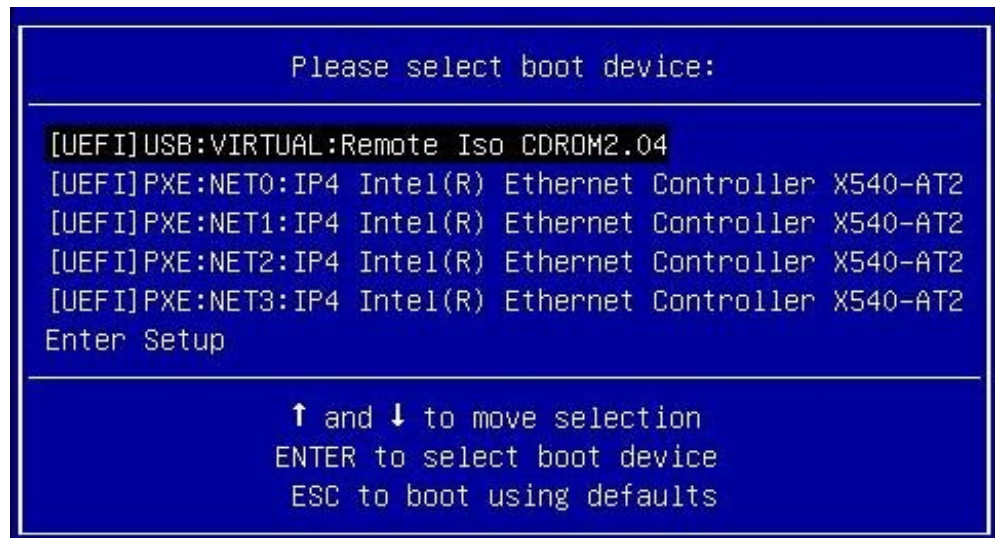 Please select boot device:
[UEFI]USB:VIRTUAL:Remote Iso CDROM2.04
[UEFI]PXE:NET0:IP4 Intel(R) Ethernet Controller X540-AT2
[UEFI]PXE:NET1:IP4 Intel(R) Ethernet Controller X540-AT2
[UEFI]PXE:NET2:IP4 Intel(R) Ethernet Controller X540-AT2
[UEFI]PXE:NET3:IP4 Intel(R) Ethernet Controller X540-AT2
Enter Setup
↑ and ↓ to move selection
ENTER to select boot device
ESC to boot using defaults